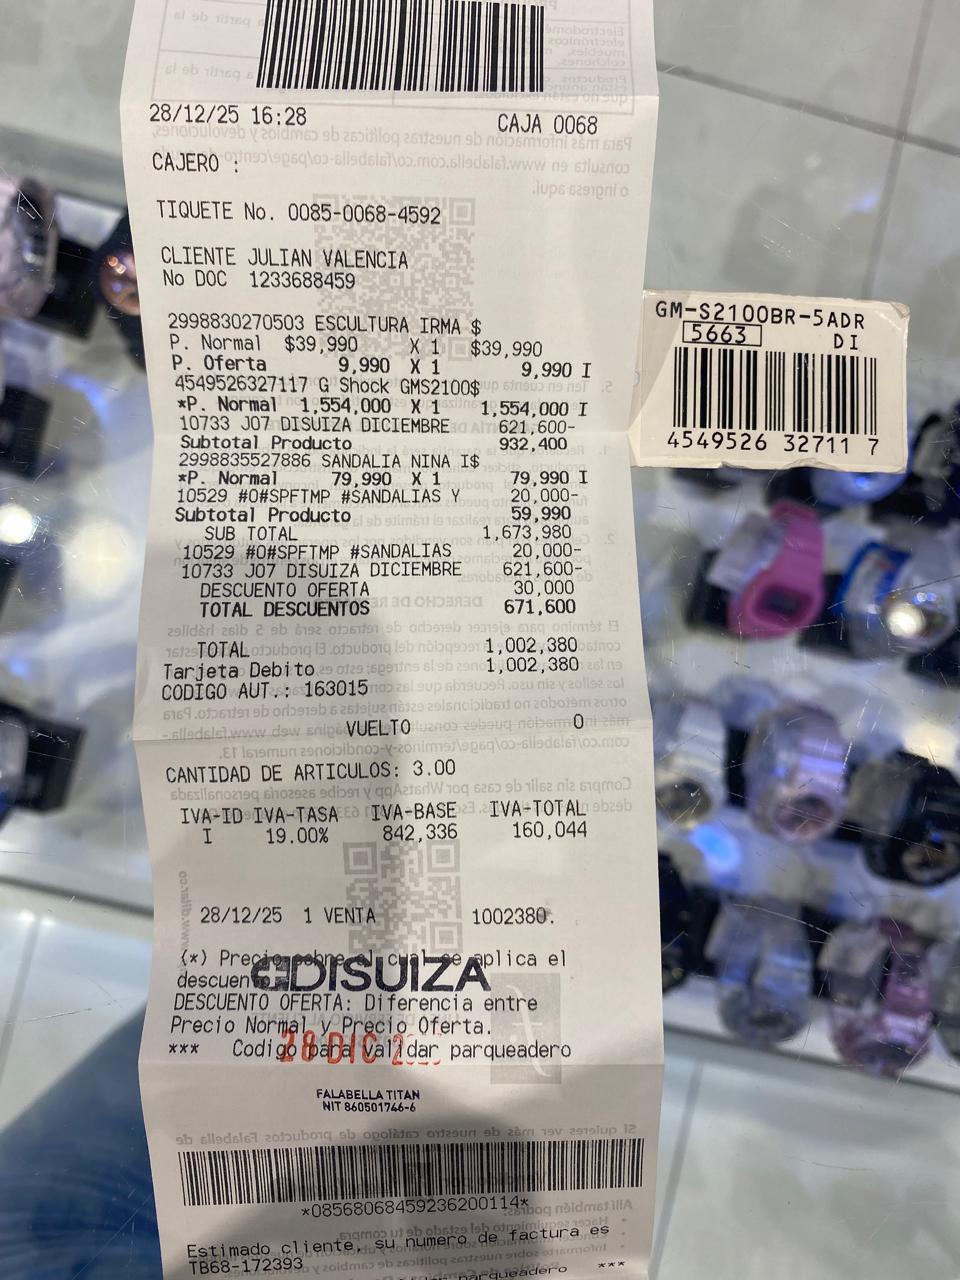 28/12/25 16:28 CAJA 0068
CAJERO :
TIQUETE No. 0085-0068-4592
CLIENTE JULIAN VALENCIA
No DOC 1233688459
2998830270503 ESCULTURA IRMA $
P. Normal $39,990 X 1 $39,990
P. Oferta 9,990 X 1 9,990 I
4549526327117 G Shock GMS2100$
*P. Normal 1,554,000 X 1 1,554,000 I
10733 J07 DISUIZA DICIEMBRE 621,600-
Subtotal Producto 932,400
2998835527886 SANDALIA NINA I$
*P. Normal 79,990 X 1 79,990 I
10529 #O#SPFTMP #SANDALIAS Y 20,000-
Subtotal Producto 59,990
SUB TOTAL 1,673,980
10529 #O#SPFTMP #SANDALIAS 20,000-
10733 J07 DISUIZA DICIEMBRE 621,600-
DESCUENTO OFERTA 30,000
TOTAL DESCUENTOS 671,600
TOTAL 1,002,380
Tarjeta Debito 1,002,380
CODIGO AUT.: 163015
VUELTO 0
CANTIDAD DE ARTICULOS: 3.00
IVA-ID IVA-TASA IVA-BASE IVA-TOTAL
I 19.00% 842,336 160,044
28/12/25 1 VENTA 1002380.
(*) Precio sobre el cual se aplica el
descuen
DISUIZA
DESCUENTO OFERTA: Diferencia entre
Precio Normal y Precio Oferta.
28 DIC
*** Codigo para validar parqueadero
FALABELLA TITAN
NIT 860501746-6
*08568068459236200114*
Estimado cliente, su numero de factura es
TB68-172393
parqueadero ***
GM-S2100BR-5ADR
5663 DI
4549526 32711 7